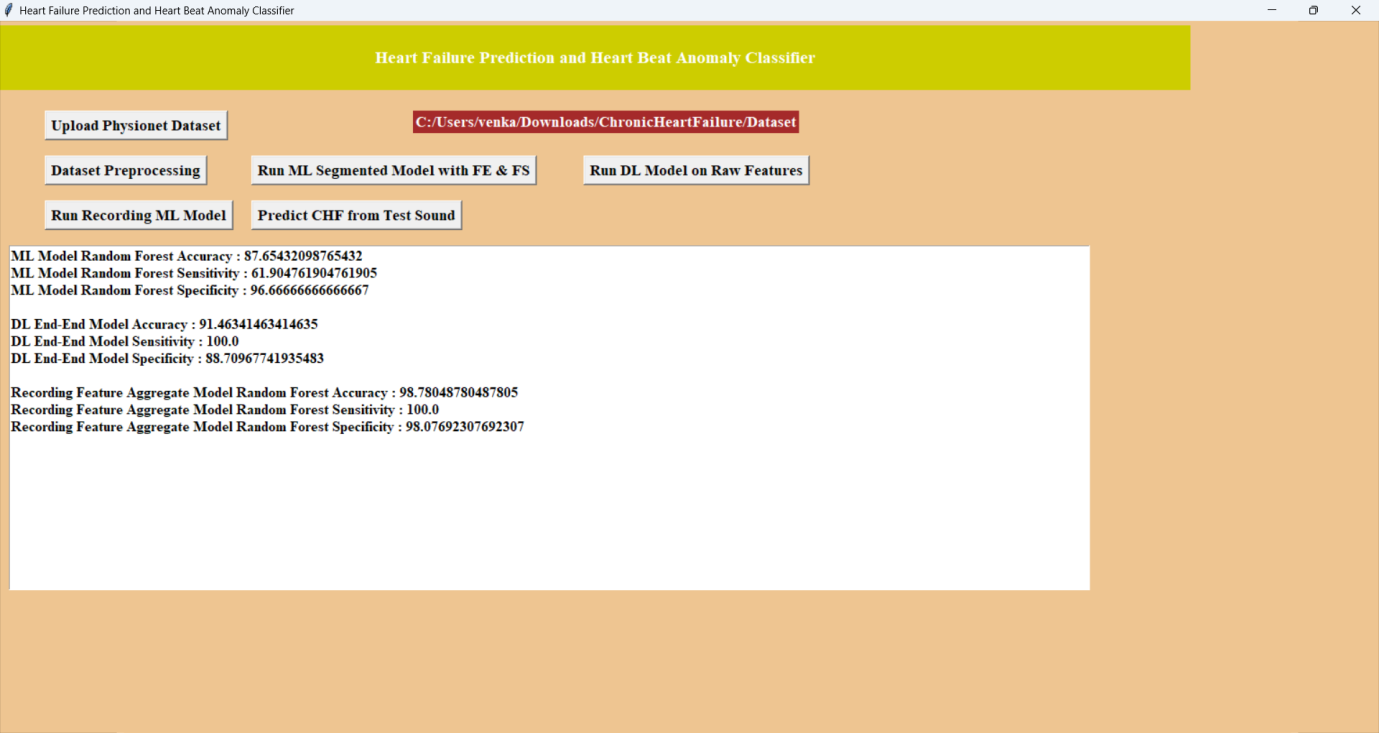 Heart Failure Prediction and Heart Beat Anomaly Classifier
Heart Failure Prediction and Heart Beat Anomaly Classifier
Upload Physionet Dataset
C:/Users/venka/Downloads/ChronicHeartFailure/Dataset
Dataset Preprocessing
Run ML Segmented Model with FE & FS
Run DL Model on Raw Features
Run Recording ML Model
Predict CHF from Test Sound
ML Model Random Forest Accuracy : 87.65432098765432
ML Model Random Forest Sensitivity : 61.904761904761905
ML Model Random Forest Specificity : 96.66666666666667
DL End-End Model Accuracy : 91.46341463414635
DL End-End Model Sensitivity : 100.0
DL End-End Model Specificity : 88.70967741935483
Recording Feature Aggregate Model Random Forest Accuracy : 98.78048780487805
Recording Feature Aggregate Model Random Forest Sensitivity : 100.0
Recording Feature Aggregate Model Random Forest Specificity : 98.07692307692307